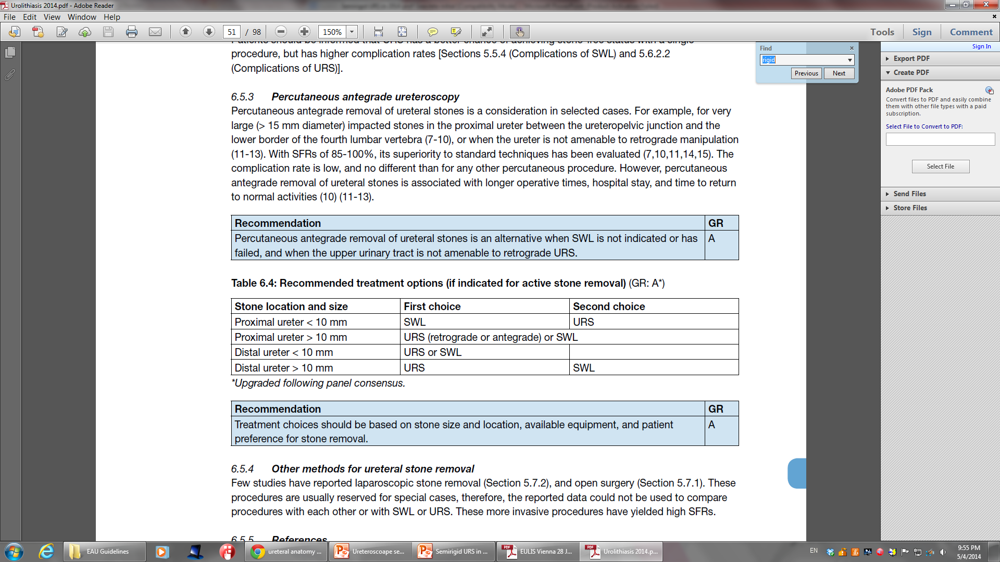 Urolithiasis 2014.pdf - Adobe Reader
File Edit View Window Help
51 / 98 150%
Tools Sign Comment
Sign In
Find
rigid
Previous Next
Export PDF
Create PDF
Adobe PDF Pack
Convert files to PDF and easily combine
them with other file types with a paid
subscription.
Select File to Convert to PDF:
Select File
Send Files
Store Files
procedure, but has higher complication rates [Sections 5.5.4 (Complications of SWL) and 5.6.2.2
(Complications of URS)].
6.5.3 Percutaneous antegrade ureteroscopy
Percutaneous antegrade removal of ureteral stones is a consideration in selected cases. For example, for very
large (> 15 mm diameter) impacted stones in the proximal ureter between the ureteropelvic junction and the
lower border of the fourth lumbar vertebra (7-10), or when the ureter is not amenable to retrograde manipulation
(11-13). With SFRs of 85-100%, its superiority to standard techniques has been evaluated (7,10,11,14,15). The
complication rate is low, and no different than for any other percutaneous procedure. However, percutaneous
antegrade removal of ureteral stones is associated with longer operative times, hospital stay, and time to return
to normal activities (10) (11-13).
Recommendation GR
Percutaneous antegrade removal of ureteral stones is an alternative when SWL is not indicated or has A
failed, and when the upper urinary tract is not amenable to retrograde URS.
Table 6.4: Recommended treatment options (if indicated for active stone removal) (GR: A*)
Stone location and size First choice Second choice
Proximal ureter < 10 mm SWL URS
Proximal ureter > 10 mm URS (retrograde or antegrade) or SWL
Distal ureter < 10 mm URS or SWL
Distal ureter > 10 mm URS SWL
*Upgraded following panel consensus.
Recommendation GR
Treatment choices should be based on stone size and location, available equipment, and patient A
preference for stone removal.
6.5.4 Other methods for ureteral stone removal
Few studies have reported laparoscopic stone removal (Section 5.7.2), and open surgery (Section 5.7.1). These
procedures are usually reserved for special cases, therefore, the reported data could not be used to compare
procedures with each other or with SWL or URS. These more invasive procedures have yielded high SFRs.
6.5.5 References
EAU Guidelines
ureteral anatomy ...
Ureteroscoape se...
Semirigid URS in ...
EULIS Vienna 28 J...
Urolithiasis 2014.p...
EN
9:55 PM
5/4/2014